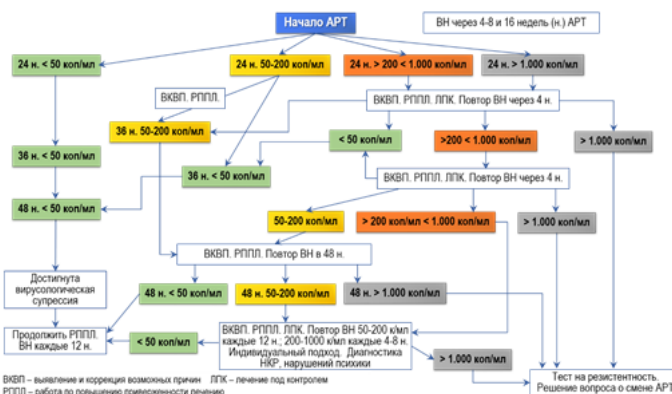 Начало АРТ
ВН через 4-8 и 16 недель (н.) АРТ
24 н. < 50 коп/мл
24 н. 50-200 коп/мл
24 н. > 200 < 1.000 коп/мл
24 н. > 1.000 коп/мл
ВКВП. РППЛ.
ВКВП. РППЛ. ЛПК. Повтор ВН через 4 н.
36 н. 50-200 коп/мл
< 50 коп/мл
>200 < 1.000 коп/мл
> 1.000 коп/мл
36 н. < 50 коп/мл
36 н. < 50 коп/мл
ВКВП. РППЛ. ЛПК. Повтор ВН через 4 н.
48 н. < 50 коп/мл
50-200 коп/мл
> 200 коп/мл < 1.000 коп/мл
> 1.000 коп/мл
ВКВП. РППЛ. Повтор ВН в 48 н.
Достигнута
вирусологическая
супрессия
48 н. < 50 коп/мл
48 н. 50-200 коп/мл
48 н. > 1.000 коп/мл
Продолжить РППЛ.
ВН каждые 12 н.
< 50 коп/мл
ВКВП. РППЛ. ЛПК. Повтор ВН 50-200 к/мл
каждые 12 н.; 200-1000 к/мл каждые 4-8 н.
Индивидуальный подход. Диагностика
НКР, нарушений психики
> 1.000 коп/мл
Тест на резистентность.
Решение вопроса о смене АРТ
ВКВП – выявление и коррекция возможных причин ЛПК – лечение под контролем
РППЛ – работа по повышению приверженности лечению